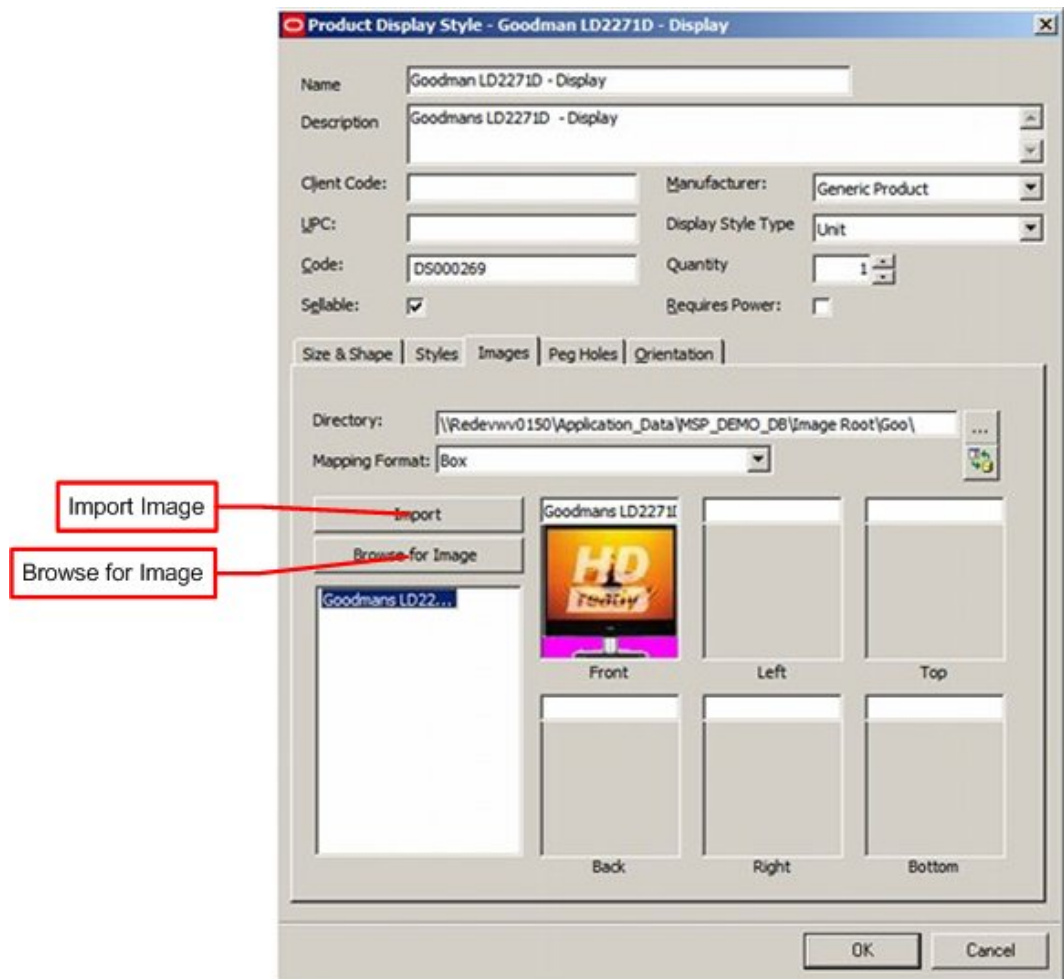 Product Display Style - Goodman LD2271D - Display
Name
Goodman LD2271D - Display
Description
Goodmans LD2271D - Display
Client Code:
Manufacturer:
Generic Product
UPC:
Display Style Type
Unit
Code:
DS000269
Quantity
1
Sellable:
Requires Power:
Size & Shape
Styles
Images
Peg Holes
Orientation
Directory:
\\Redevwv0150\Application_Data\MSP_DEMO_DB\Image Root\Goo\
...
Mapping Format:
Box
Import Image
Import
Goodmans LD2271D
Browse for Image
Browse for Image
Goodmans LD22...
HD
ready
Front
Left
Top
Back
Right
Bottom
OK
Cancel